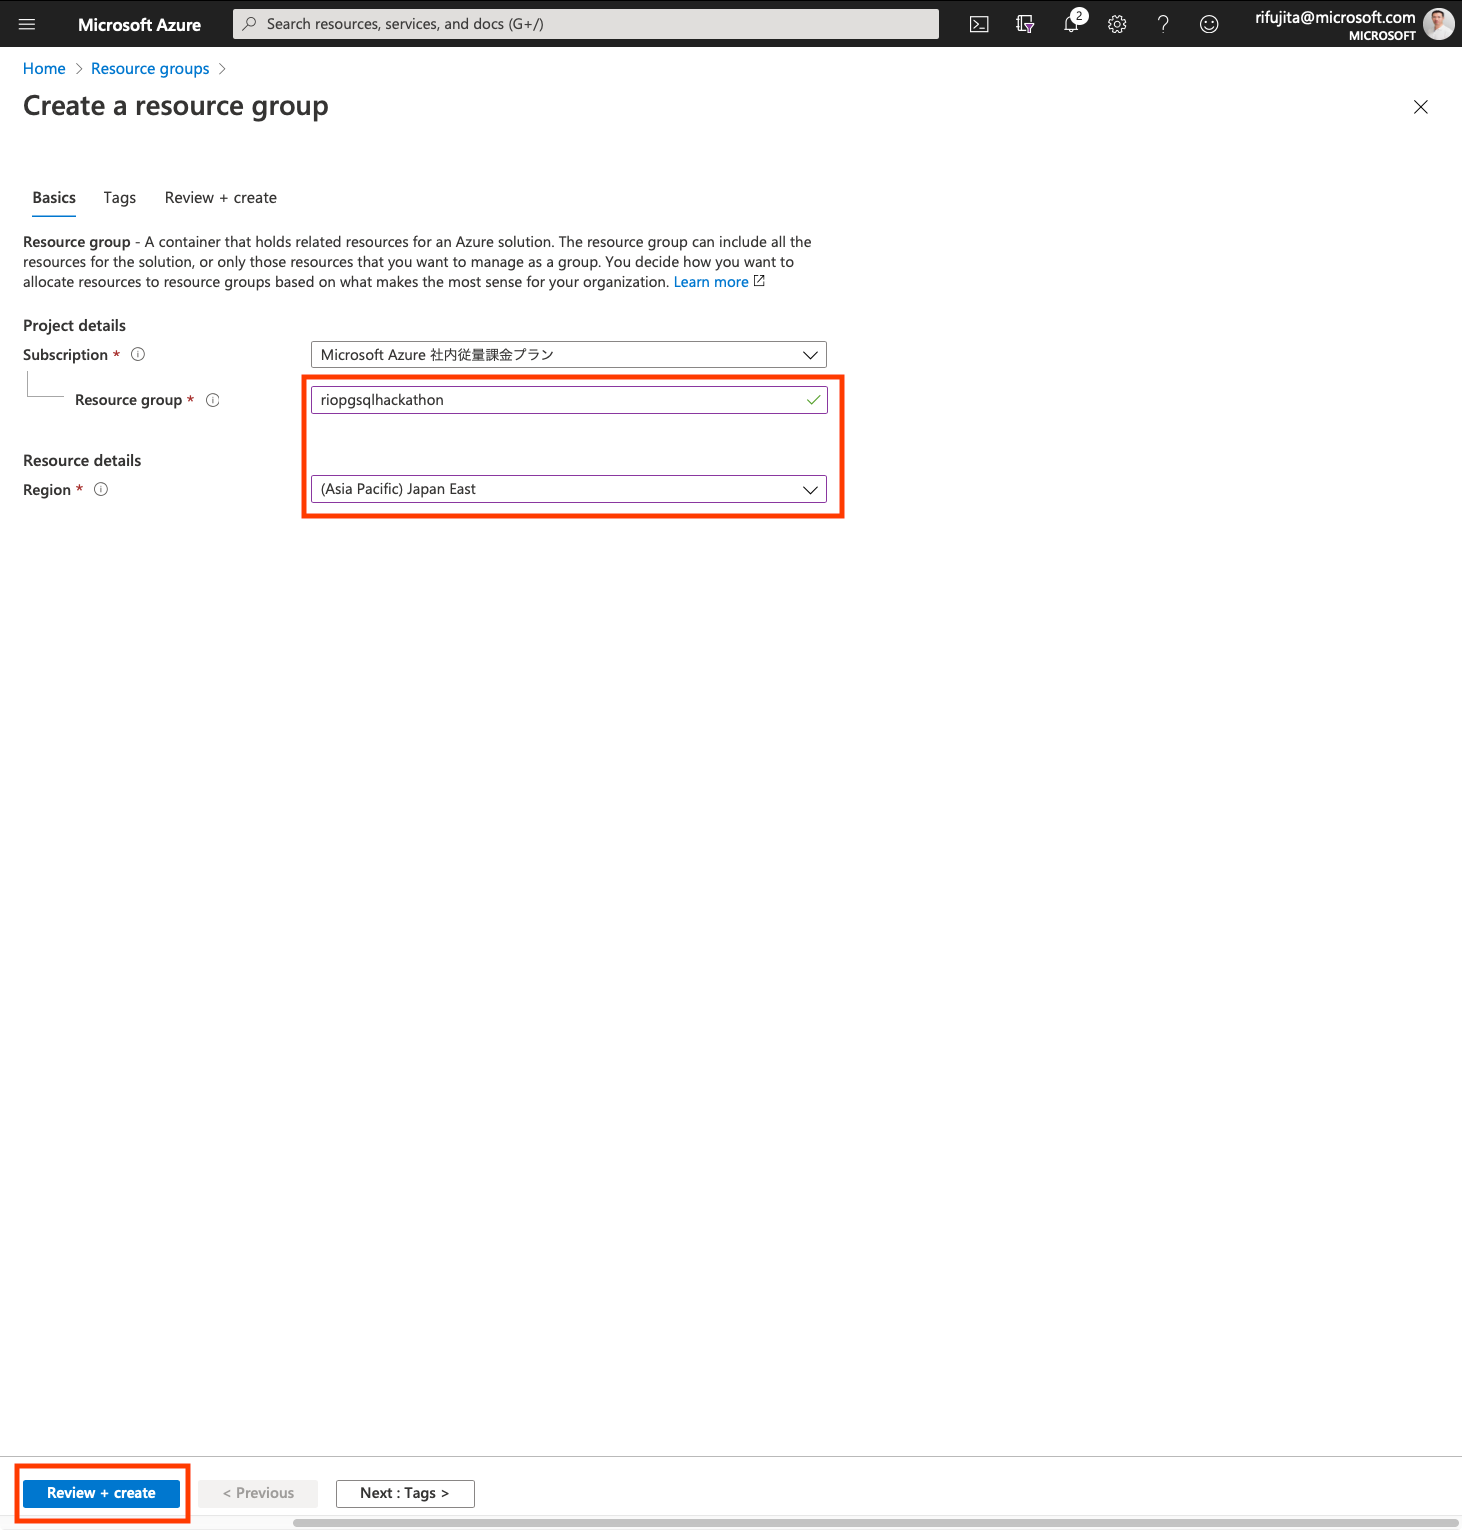 Microsoft Azure
Search resources, services, and docs (G+/)
2
rifujita@microsoft.com
MICROSOFT
Home > Resource groups >
Create a resource group
Basics Tags Review + create
Resource group - A container that holds related resources for an Azure solution. The resource group can include all the
resources for the solution, or only those resources that you want to manage as a group. You decide how you want to
allocate resources to resource groups based on what makes the most sense for your organization. Learn more
Project details
Subscription * Microsoft Azure 社内従量課金プラン
Resource group * riopgsqlhackathon
Resource details
Region * (Asia Pacific) Japan East
Review + create < Previous Next : Tags >